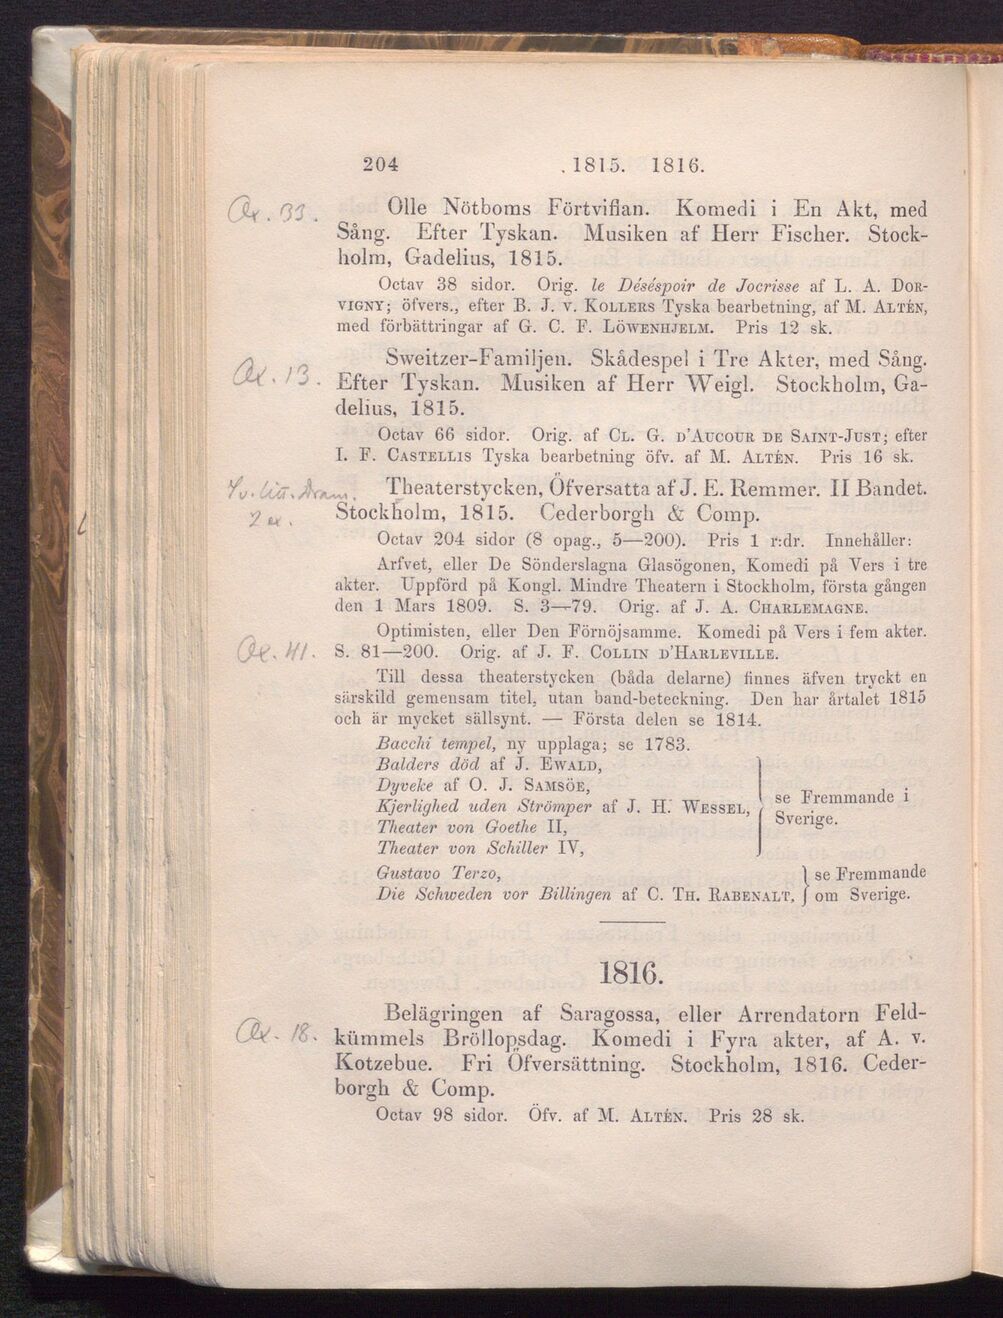 204 1815. 1816.
Olle Nötboms Förtviflan. Komedi i En Akt, med
Sång. Efter Tyskan. Musiken af Herr Fischer. Stock-
holm, Gadelius, 1815.
Octav 38 sidor. Orig. le Déséspoir de Jocrisse af L. A. DOR-
VIGNY; öfvers., efter B. J. v. KOLLERS Tyska bearbetning, af M. ALTÉN,
med förbättringar af G. C. F. LÖWENHJELM. Pris 12 sk.
Sweitzer-Familjen. Skådespel i Tre Akter, med Sång.
Efter Tyskan. Musiken af Herr Weigl. Stockholm, Ga-
delius, 1815.
Octav 66 sidor. Orig. af CL. G. D'AUCOUR DE SAINT-JUST; efter
I. F. CASTELLIS Tyska bearbetning öfv. af M. ALTÉN. Pris 16 sk.
Theaterstycken, Öfversatta af J. E. Remmer. II Bandet.
2 ex. Stockholm, 1815. Cederborgh & Comp.
Octav 204 sidor (8 opag., 5—200). Pris 1 r:dr. Innehåller:
Arfvet, eller De Sönderslagna Glasögonen, Komedi på Vers i tre
akter. Uppförd på Kongl. Mindre Theatern i Stockholm, första gången
den 1 Mars 1809. S. 3—79. Orig. af J. A. CHARLEMAGNE.
Optimisten, eller Den Förnöjsamme. Komedi på Vers i fem akter.
S. 81—200. Orig. af J. F. COLLIN D'HARLEVILLE.
Till dessa theaterstycken (båda delarne) finnes äfven tryckt en
särskild gemensam titel, utan band-beteckning. Den har årtalet 1815
och är mycket sällsynt. — Första delen se 1814.
Bacchi tempel, ny upplaga; se 1783.
Balders död af J. EWALD,
Dyveke af O. J. SAMSÖE,
Kjerlighed uden Strömper af J. H. WESSEL,
Theater von Goethe II,
Theater von Schiller IV,
se Fremmande i
Sverige.
Gustavo Terzo,
Die Schweden vor Billingen af C. TH. RABENALT,
se Fremmande
om Sverige.
1816.
Belägringen af Saragossa, eller Arrendatorn Feld-
kümmels Bröllopsdag. Komedi i Fyra akter, af A. v.
Kotzebue. Fri Öfversättning. Stockholm, 1816. Ceder-
borgh & Comp.
Octav 98 sidor. Öfv. af M. ALTÉN. Pris 28 sk.